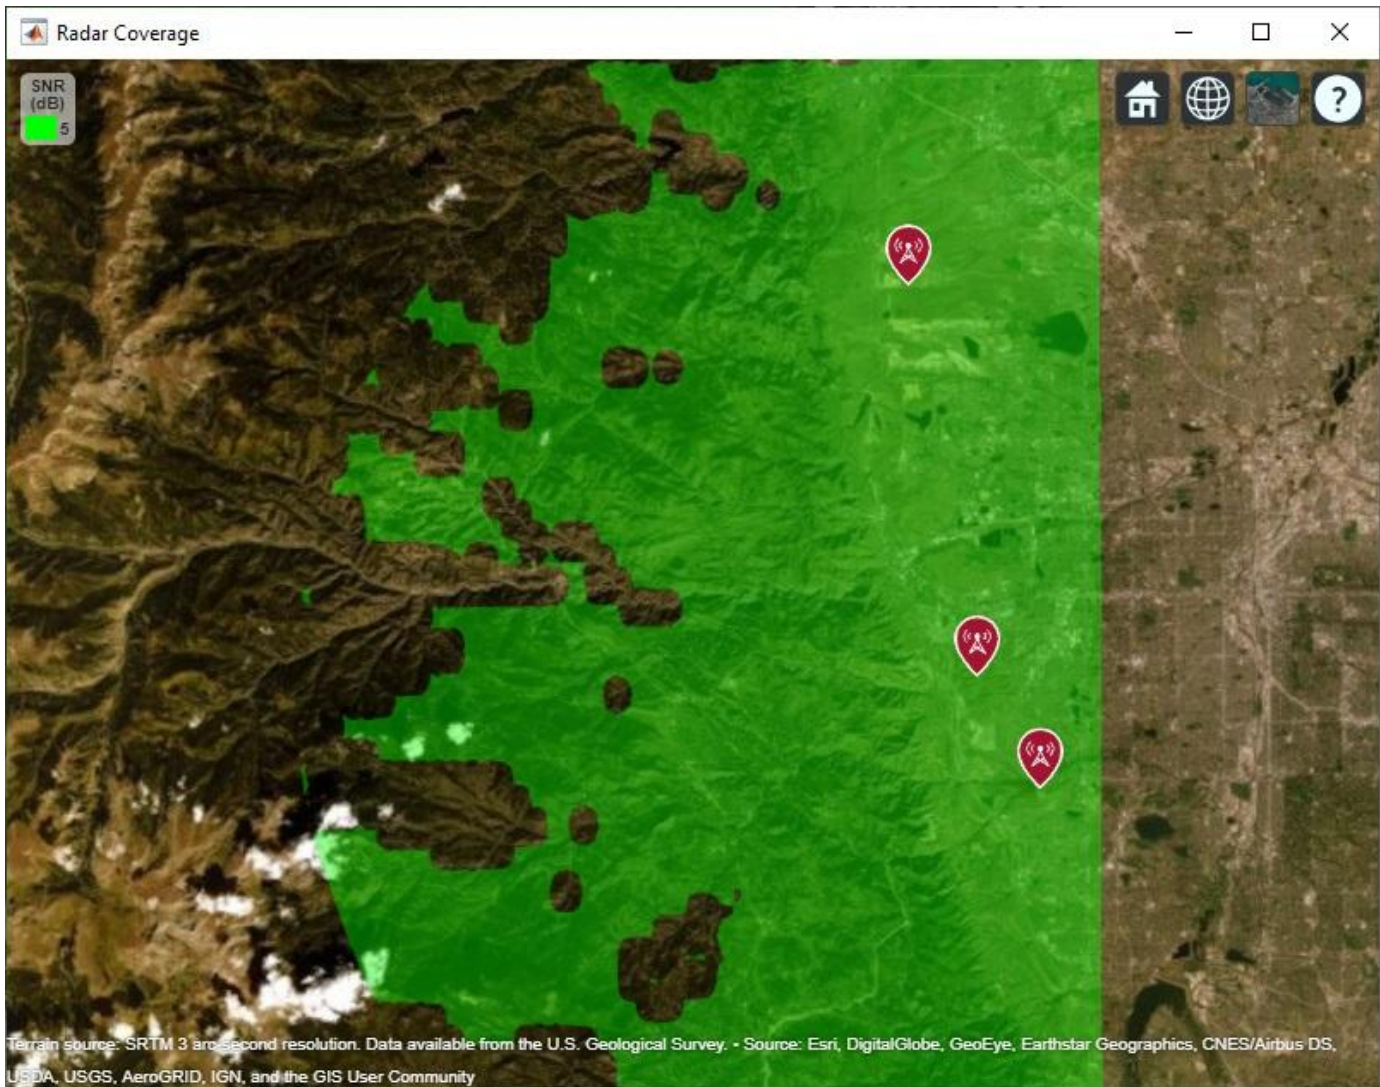 Radar Coverage
SNR
(dB)
5
?
Terrain source: SRTM 3 arc-second resolution. Data available from the U.S. Geological Survey. - Source: Esri, DigitalGlobe, GeoEye, Earthstar Geographics, CNES/Airbus DS,
USDA, USGS, AeroGRID, IGN, and the GIS User Community